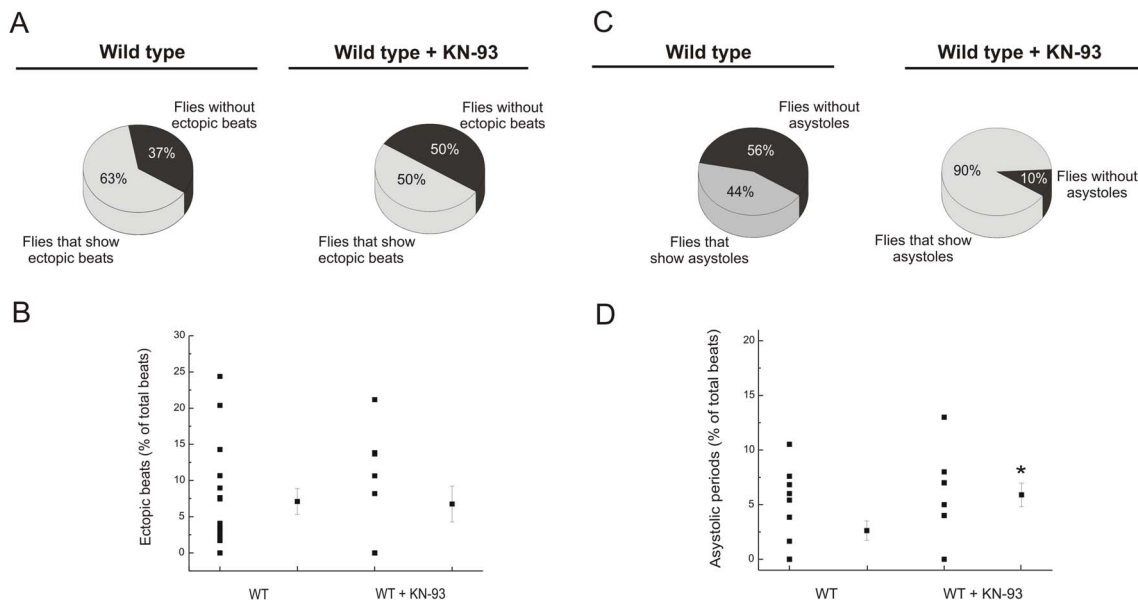 A
Wild type
Wild type + KN-93
Flies without
ectopic beats
37%
63%
Flies that show
ectopic beats
Flies without
ectopic beats
50%
50%
Flies that show
ectopic beats
C
Wild type
Wild type + KN-93
Flies without
asystoles
56%
44%
Flies that
show asystoles
90%
10%
Flies without
asystoles
Flies that show
asystoles
B
Ectopic beats (% of total beats)
30
25
20
15
10
5
0
WT
WT + KN-93
D
Asystolic periods (% of total beats)
20
15
10
5
0
*
WT
WT + KN-93